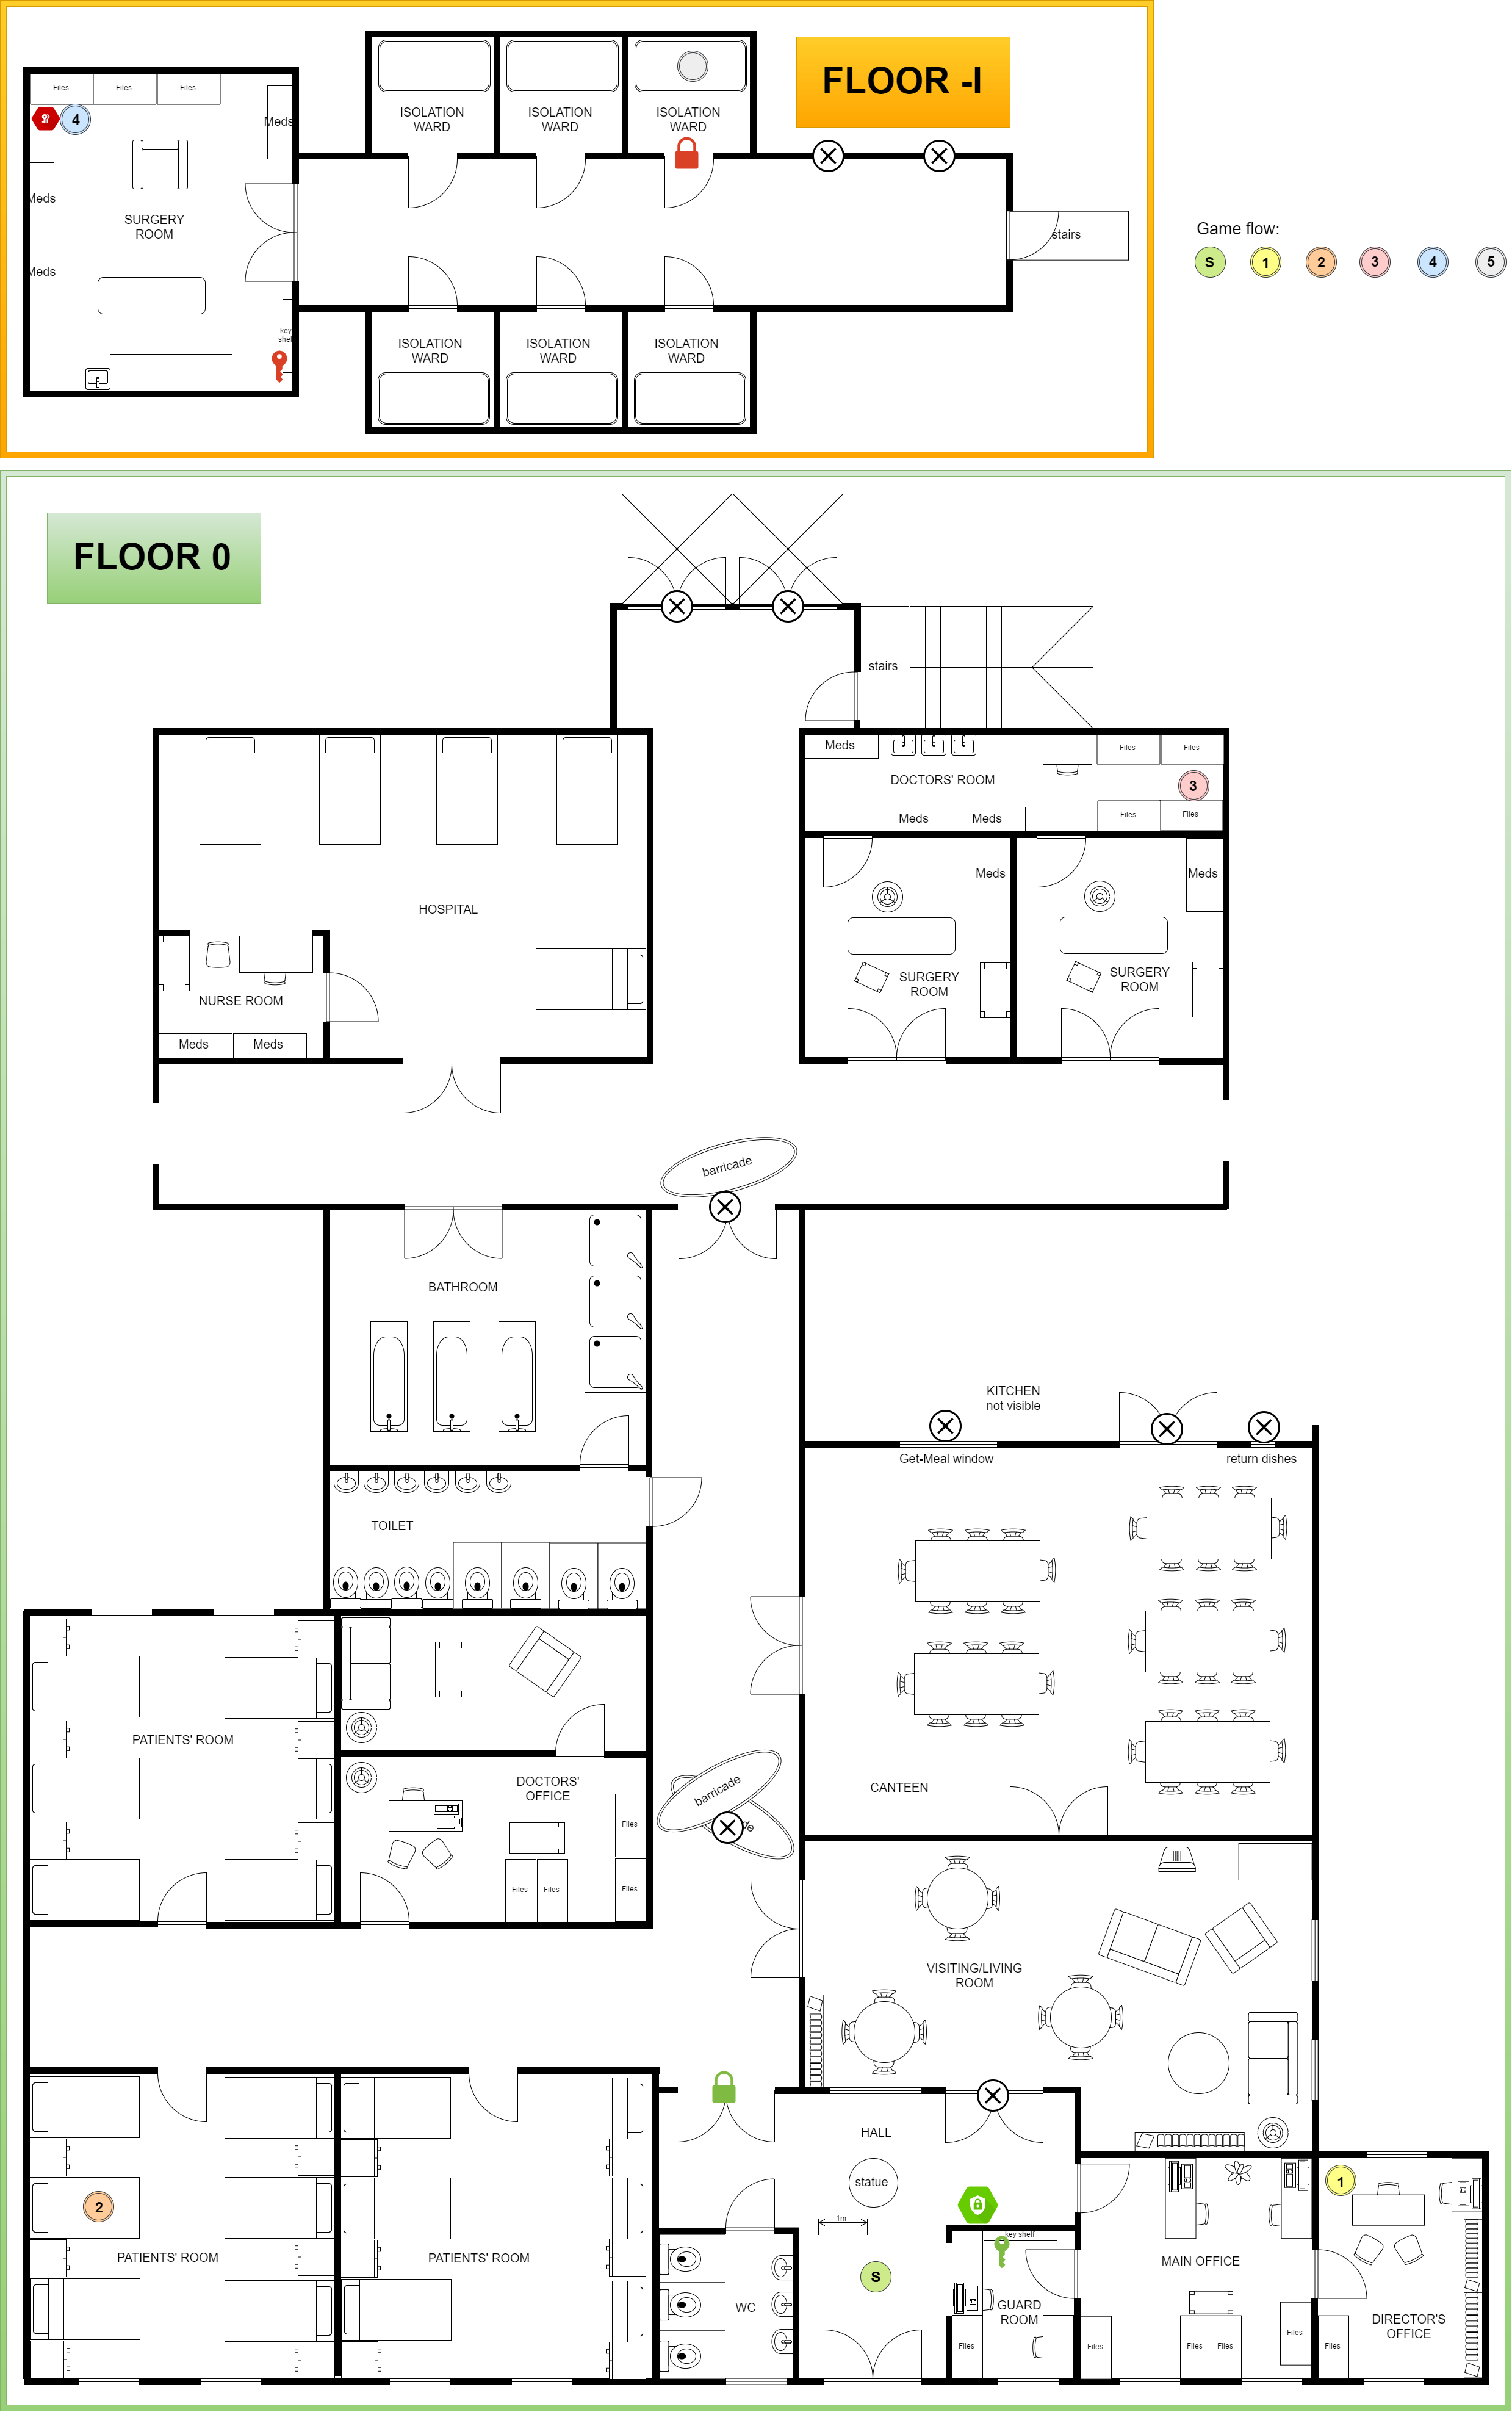 FLOOR -I
Files
Files
Files
4
Meds
ISOLATION
WARD
ISOLATION
WARD
ISOLATION
WARD
Meds
SURGERY
ROOM
stairs
Meds
Game flow:
S
1
2
3
4
5
key
ISOLATION
WARD
ISOLATION
WARD
ISOLATION
WARD
FLOOR 0
stairs
Meds
Files
Files
DOCTORS' ROOM
3
Meds
Meds
Files
Files
Meds
Meds
HOSPITAL
SURGERY
ROOM
SURGERY
ROOM
NURSE ROOM
Meds
Meds
barricade
BATHROOM
KITCHEN
not visible
Get-Meal window
return dishes
TOILET
PATIENTS' ROOM
DOCTORS'
OFFICE
barricade
CANTEEN
Files
Files
Files
Files
VISITING/LIVING
ROOM
HALL
statue
1
2
1m
key shelf
PATIENTS' ROOM
PATIENTS' ROOM
S
MAIN OFFICE
WC
GUARD
ROOM
DIRECTOR'S
OFFICE
Files
Files
Files
Files
Files
Files